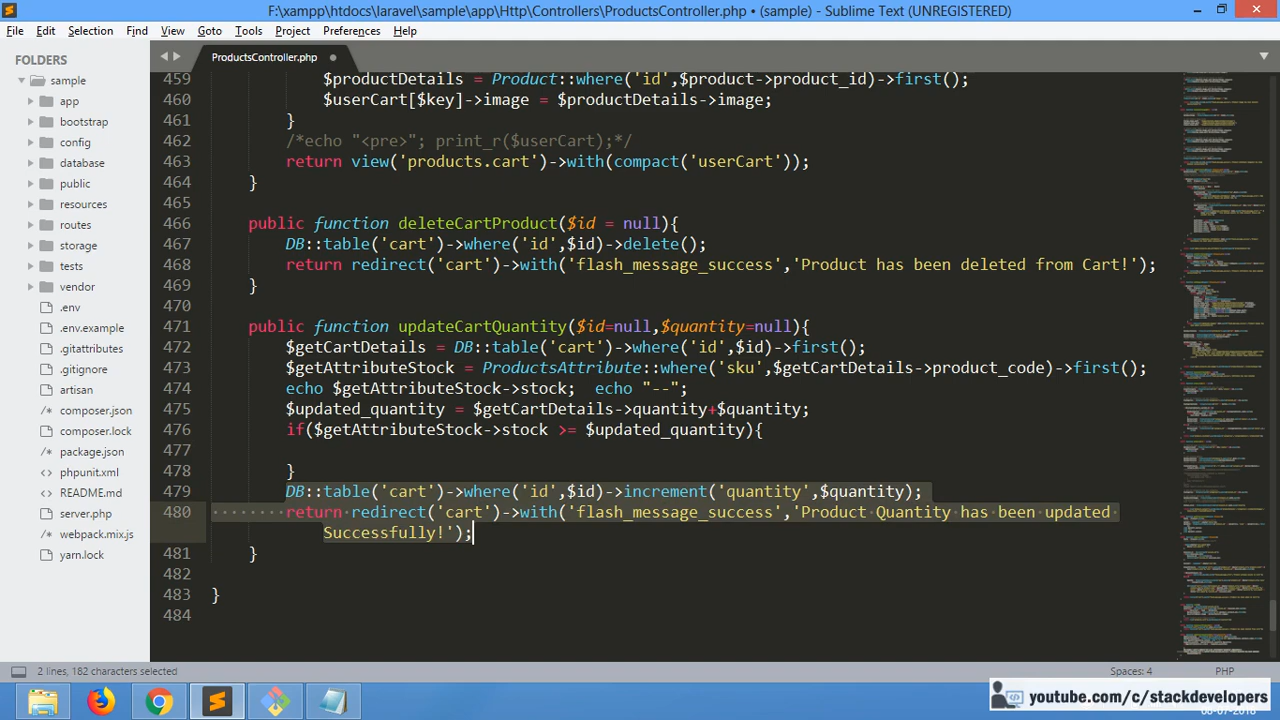 F:\xampp\htdocs\laravel\sample\app\Http\Controllers\ProductsController.php • (sample) - Sublime Text (UNREGISTERED)
File Edit Selection Find View Goto Tools Project Preferences Help
FOLDERS
sample
app
bootstrap
config
database
public
resources
routes
storage
tests
vendor
.env
.env.example
.gitattributes
.gitignore
artisan
composer.json
composer.lock
package.json
phpunit.xml
README.md
server.php
webpack.mix.js
yarn.lock
ProductsController.php
459 $productDetails = Product::where('id',$product->product_id)->first();
460 $userCart[$key]->image = $productDetails->image;
461 }
462 /*echo "<pre>"; print_r($userCart);*/
463 return view('products.cart')->with(compact('userCart'));
464 }
465
466 public function deleteCartProduct($id = null){
467 DB::table('cart')->where('id',$id)->delete();
468 return redirect('cart')->with('flash_message_success','Product has been deleted from Cart!');
469 }
470
471 public function updateCartQuantity($id=null,$quantity=null){
472 $getCartDetails = DB::table('cart')->where('id',$id)->first();
473 $getAttributeStock = ProductsAttribute::where('sku',$getCartDetails->product_code)->first();
474 echo $getAttributeStock->stock; echo "--";
475 $updated_quantity = $getCartDetails->quantity+$quantity;
476 if($getAttributeStock->stock >= $updated_quantity){
477
478 }
479 DB::table('cart')->where('id',$id)->increment('quantity',$quantity);
480 return redirect('cart')->with('flash_message_success','Product Quantity has been updated
Successfully!');
481 }
482
483 }
484
2 lines, 182 characters selected
Spaces: 4
PHP
youtube.com/c/stackdevelopers